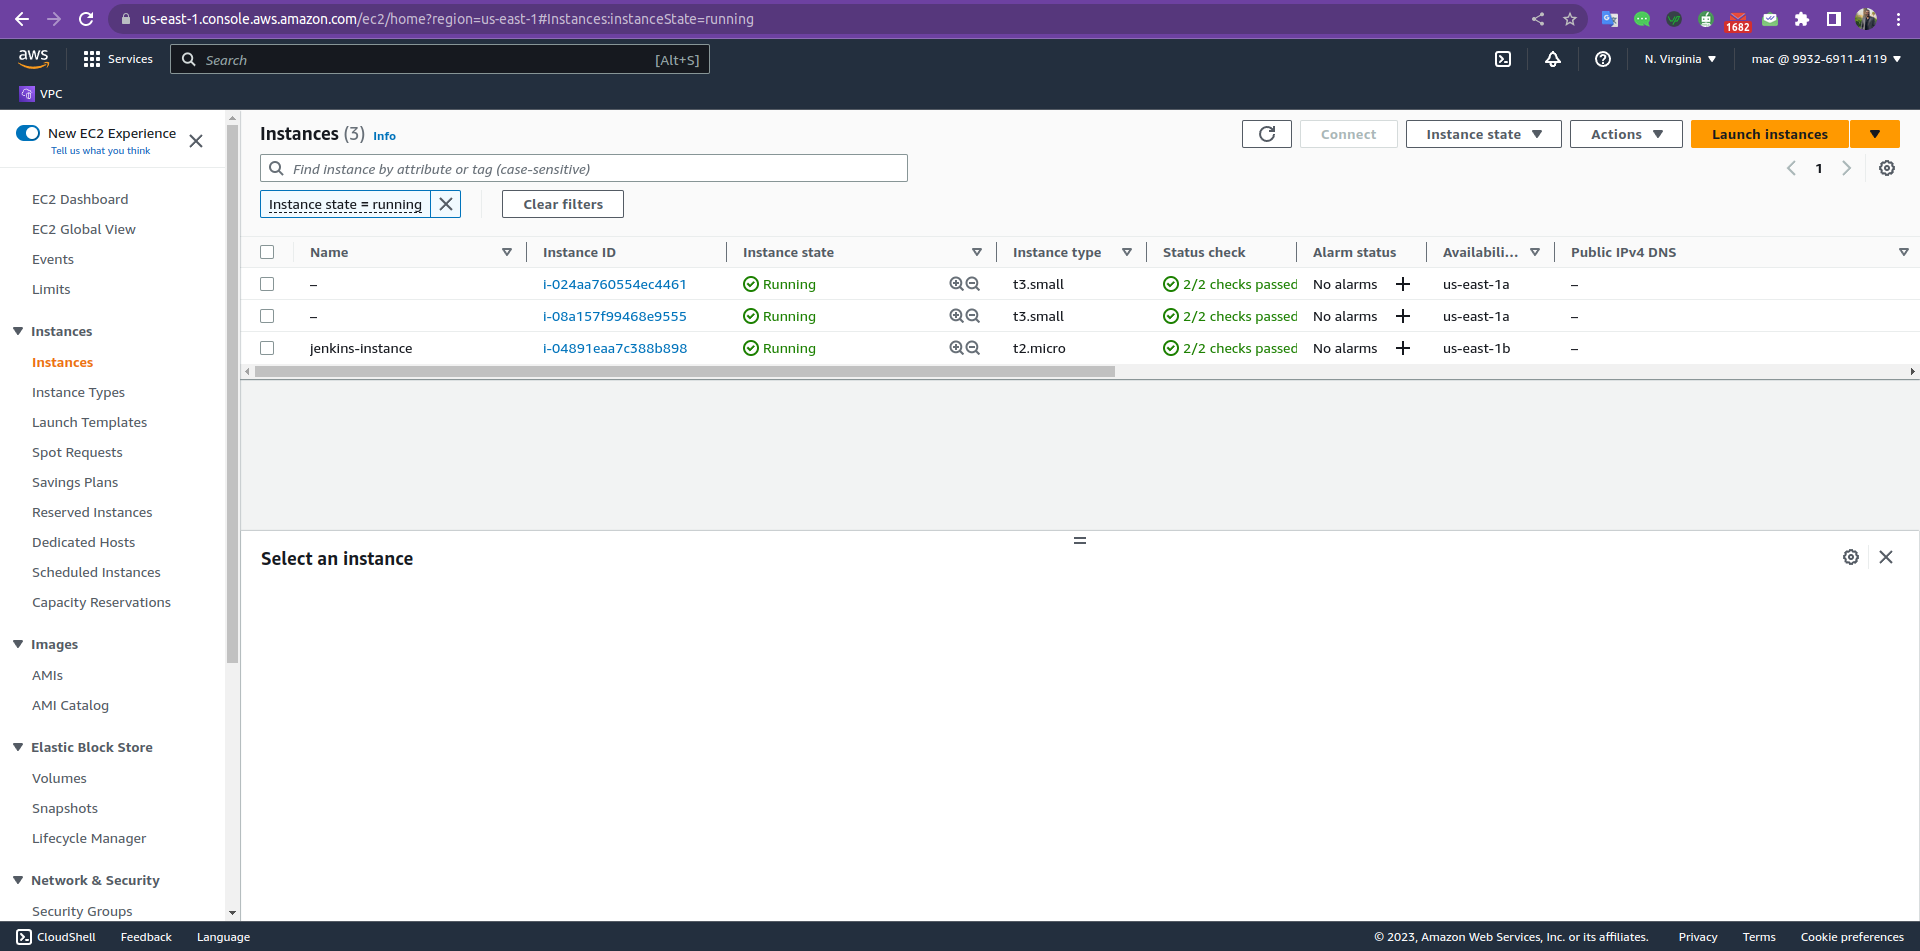 us-east-1.console.aws.amazon.com/ec2/home?region=us-east-1#Instances:instanceState=running
1682
aws
Services
Search
[Alt+S]
N. Virginia
mac @ 9932-6911-4119
VPC
New EC2 Experience
Tell us what you think
EC2 Dashboard
EC2 Global View
Events
Limits
Instances
Instances
Instance Types
Launch Templates
Spot Requests
Savings Plans
Reserved Instances
Dedicated Hosts
Scheduled Instances
Capacity Reservations
Images
AMIs
AMI Catalog
Elastic Block Store
Volumes
Snapshots
Lifecycle Manager
Network & Security
Security Groups
Instances (3) Info
Connect
Instance state
Actions
Launch instances
Find instance by attribute or tag (case-sensitive)
1
Instance state = running
Clear filters
Name Instance ID Instance state Instance type Status check Alarm status Availabili... Public IPv4 DNS
– i-024aa760554ec4461 Running t3.small 2/2 checks passed No alarms + us-east-1a –
– i-08a157f99468e9555 Running t3.small 2/2 checks passed No alarms + us-east-1a –
jenkins-instance i-04891eaa7c388b898 Running t2.micro 2/2 checks passed No alarms + us-east-1b –
Select an instance
CloudShell Feedback Language
© 2023, Amazon Web Services, Inc. or its affiliates. Privacy Terms Cookie preferences